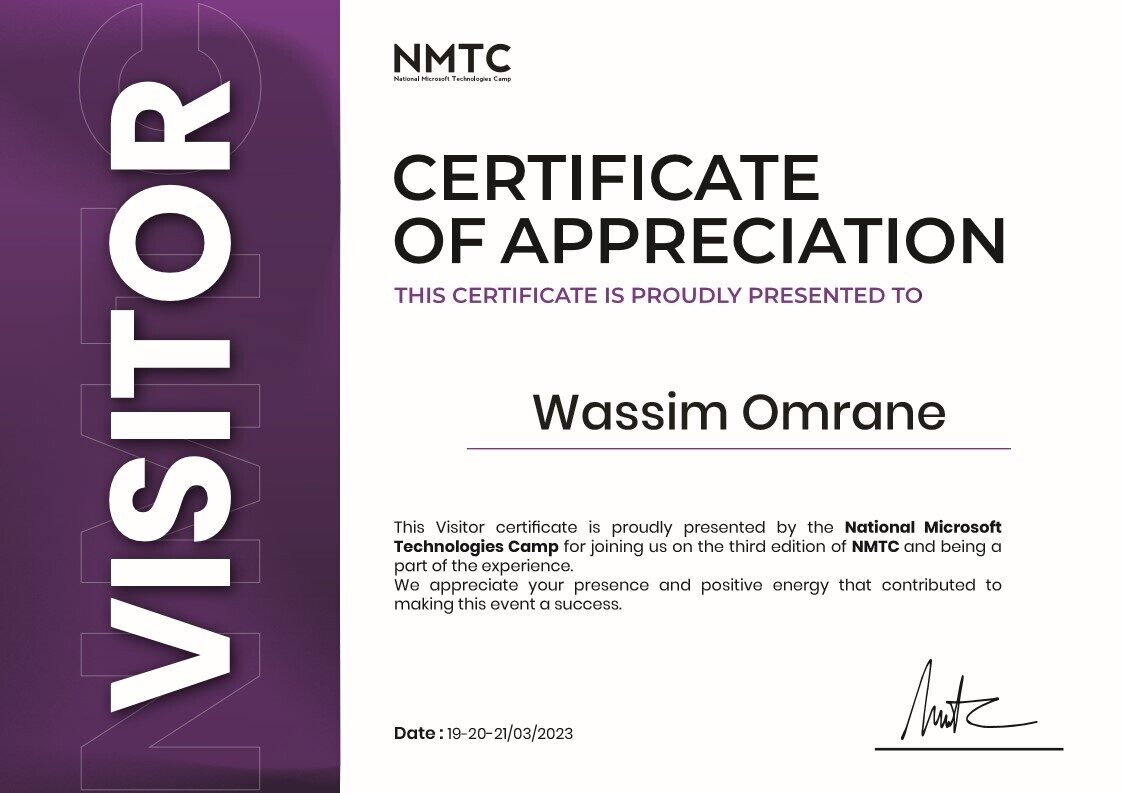 VISITOR
NMTC
NMTC
National Microsoft Technologies Camp
CERTIFICATE
OF APPRECIATION
THIS CERTIFICATE IS PROUDLY PRESENTED TO
Wassim Omrane
This Visitor certificate is proudly presented by the National Microsoft
Technologies Camp for joining us on the third edition of NMTC and being a
part of the experience.
We appreciate your presence and positive energy that contributed to
making this event a success.
Date : 19-20-21/03/2023
nmtc